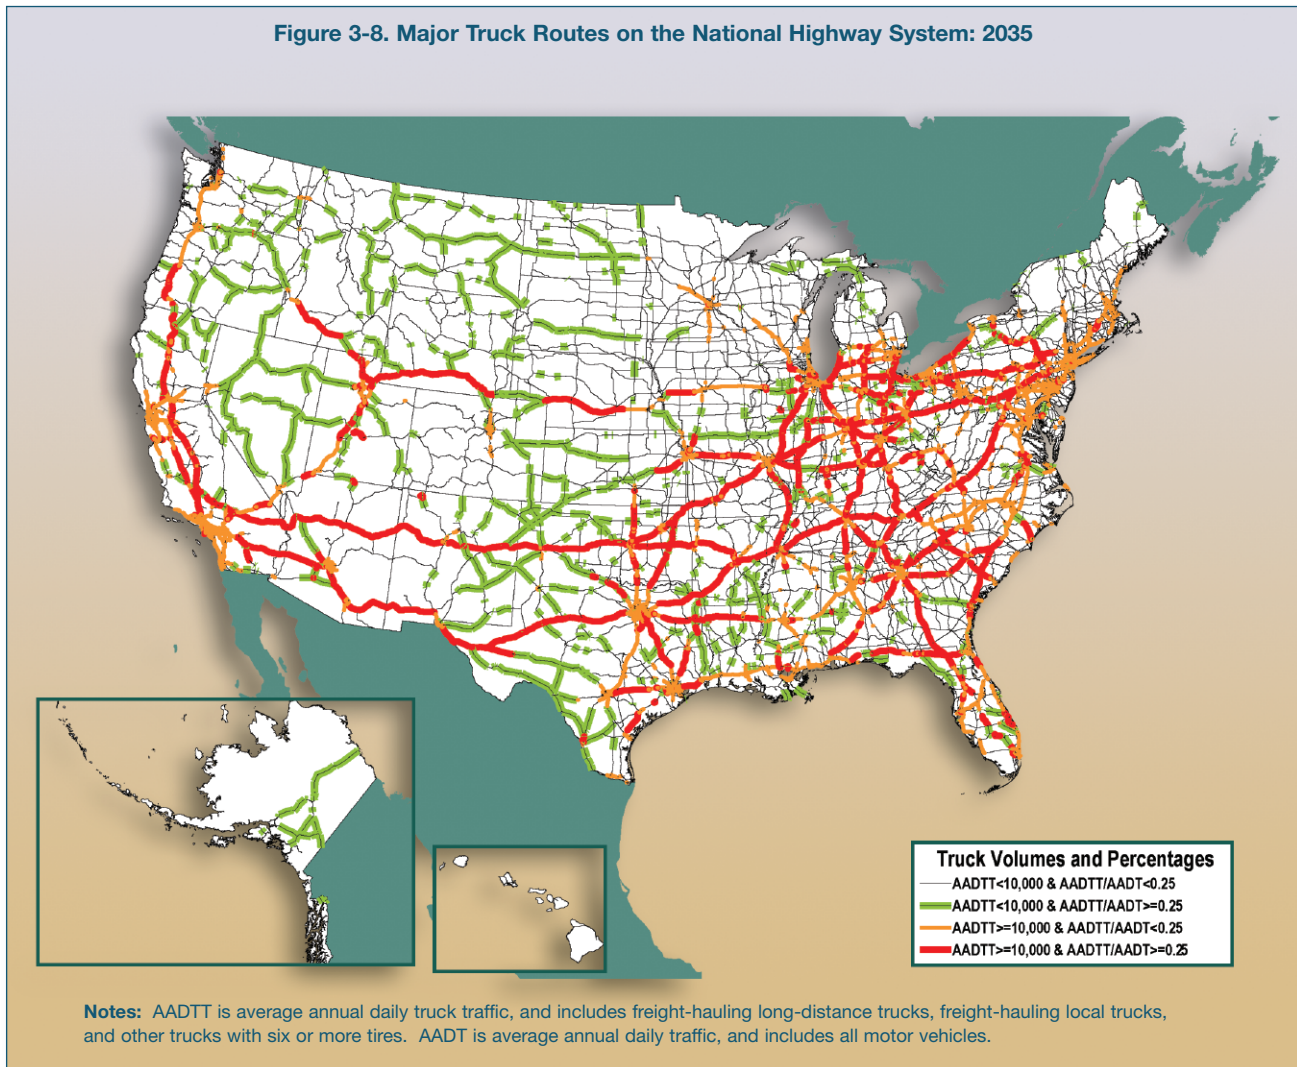 Figure 3-8. Major Truck Routes on the National Highway System: 2035
Truck Volumes and Percentages
AADTT<10,000 & AADTT/AADT<0.25
AADTT<10,000 & AADTT/AADT>=0.25
AADTT>=10,000 & AADTT/AADT<0.25
AADTT>=10,000 & AADTT/AADT>=0.25
Notes: AADTT is average annual daily truck traffic, and includes freight-hauling long-distance trucks, freight-hauling local trucks,
and other trucks with six or more tires. AADT is average annual daily traffic, and includes all motor vehicles.